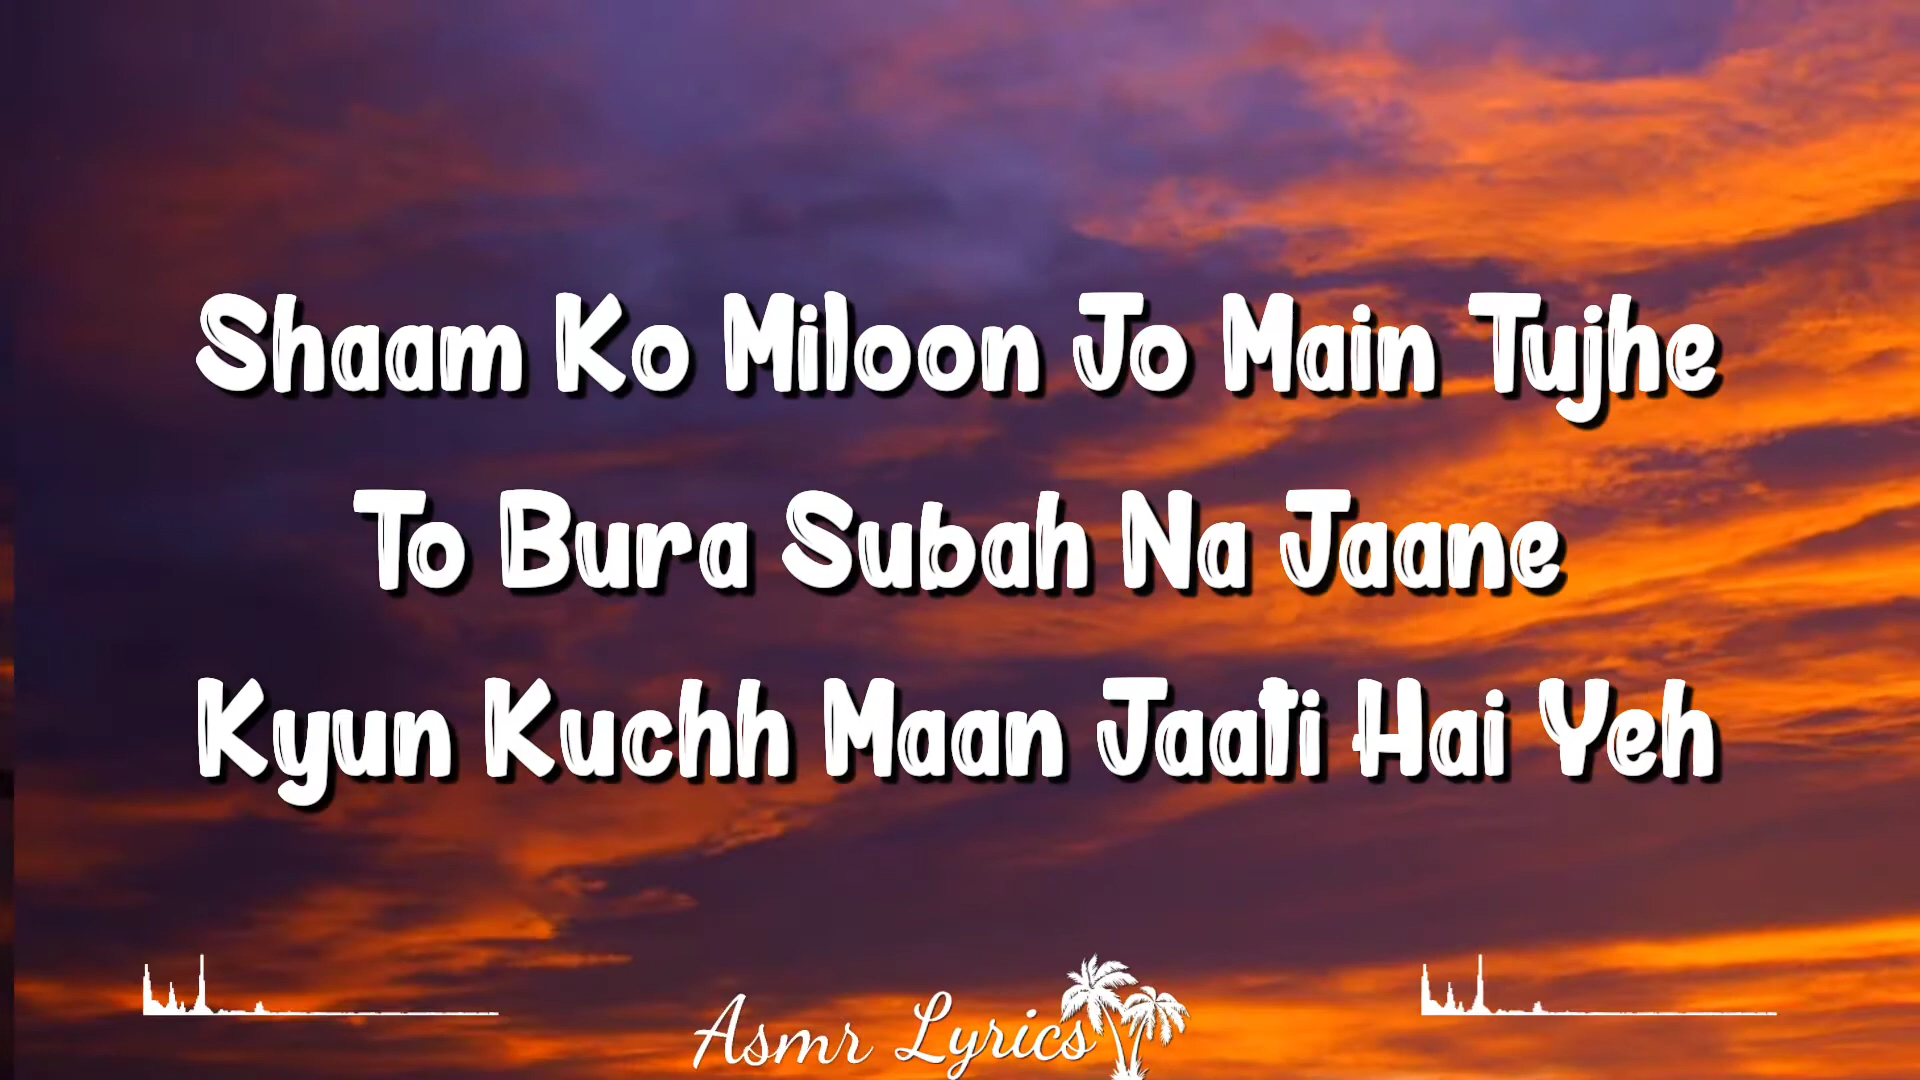 Shaam Ko Miloon Jo Main Tujhe
To Bura Subah Na Jaane
Kyun Kuchh Maan Jaati Hai Yeh
Asmr Lyrics